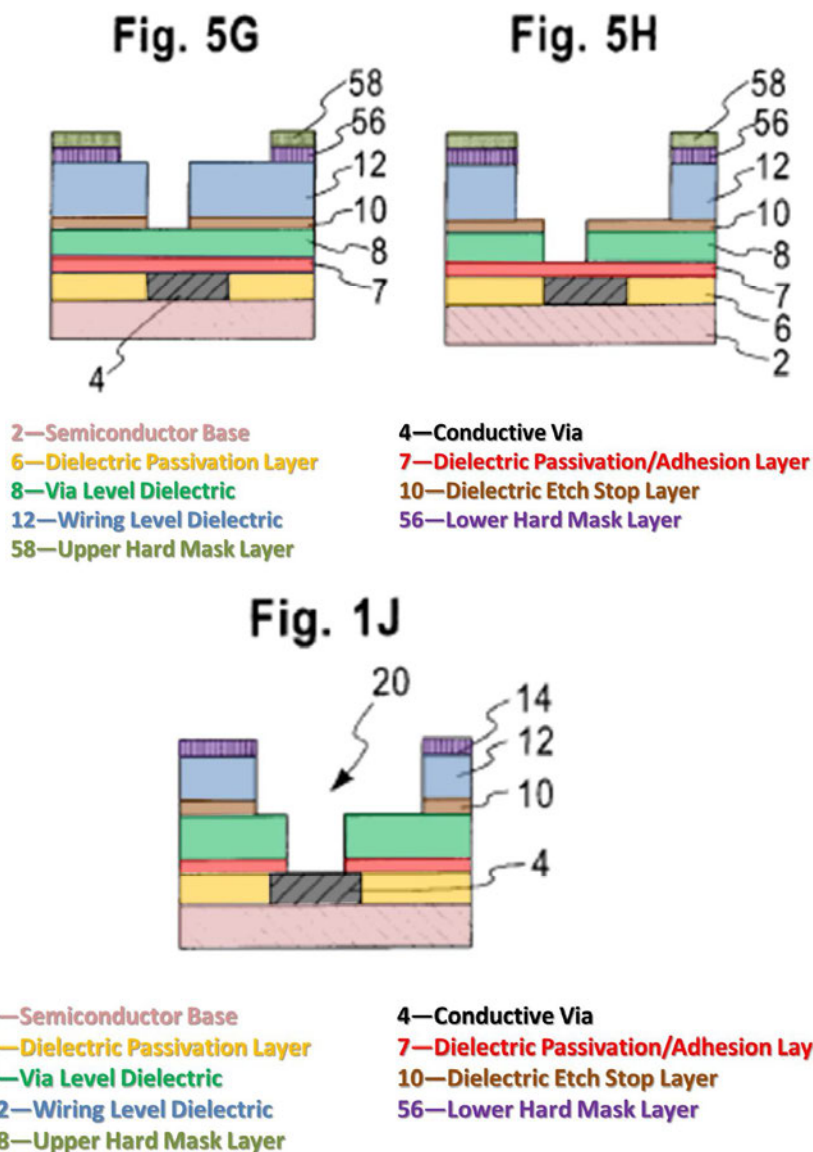 Fig. 5G
Fig. 5H
58
56
12
10
8
7
4
58
56
12
10
8
7
6
2
2—Semiconductor Base
4—Conductive Via
6—Dielectric Passivation Layer
7—Dielectric Passivation/Adhesion Layer
8—Via Level Dielectric
10—Dielectric Etch Stop Layer
12—Wiring Level Dielectric
56—Lower Hard Mask Layer
58—Upper Hard Mask Layer
Fig. 1J
20
14
12
10
4
—Semiconductor Base
4—Conductive Via
—Dielectric Passivation Layer
7—Dielectric Passivation/Adhesion Lay
—Via Level Dielectric
10—Dielectric Etch Stop Layer
2—Wiring Level Dielectric
56—Lower Hard Mask Layer
8—Upper Hard Mask Layer